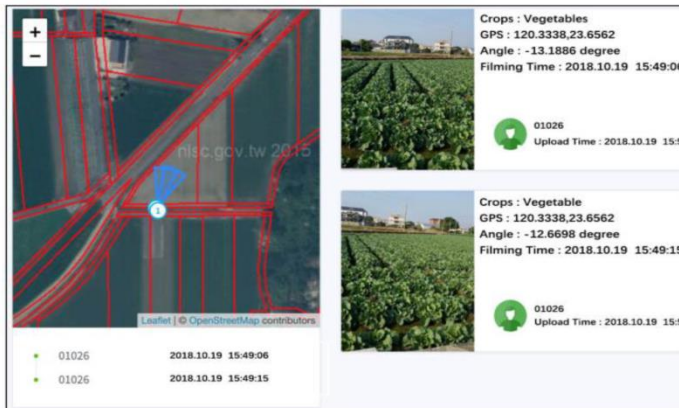 +
−
nlsc.gov.tw 2015
1
Leaflet | © OpenStreetMap contributors
01026 2018.10.19 15:49:06
01026 2018.10.19 15:49:15
Crops : Vegetables
GPS : 120.3338,23.6562
Angle : -13.1886 degree
Filming Time : 2018.10.19 15:49:06
01026
Upload Time : 2018.10.19
Crops : Vegetable
GPS : 120.3338,23.6562
Angle : -12.6698 degree
Filming Time : 2018.10.19 15:49:15
01026
Upload Time : 2018.10.19